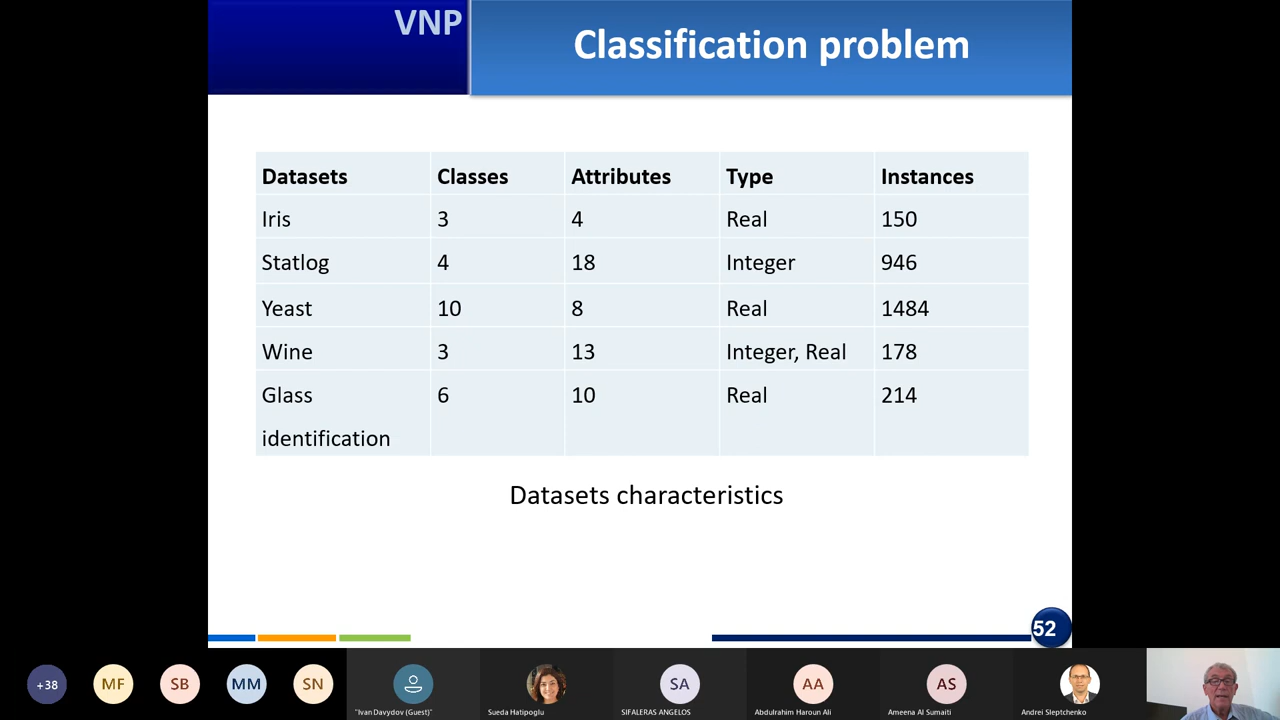 VNP
Classification problem
Datasets Classes Attributes Type Instances
Iris 3 4 Real 150
Statlog 4 18 Integer 946
Yeast 10 8 Real 1484
Wine 3 13 Integer, Real 178
Glass 6 10 Real 214
identification
Datasets characteristics
52
+38 MF SB MM SN SA AA AS
"Ivan Davydov (Guest)" Sueda Hatipoglu SIFALERAS ANGELOS Abdulrahim Haroun Ali Ameena Al Sumaiti Andrei Sleptchenko